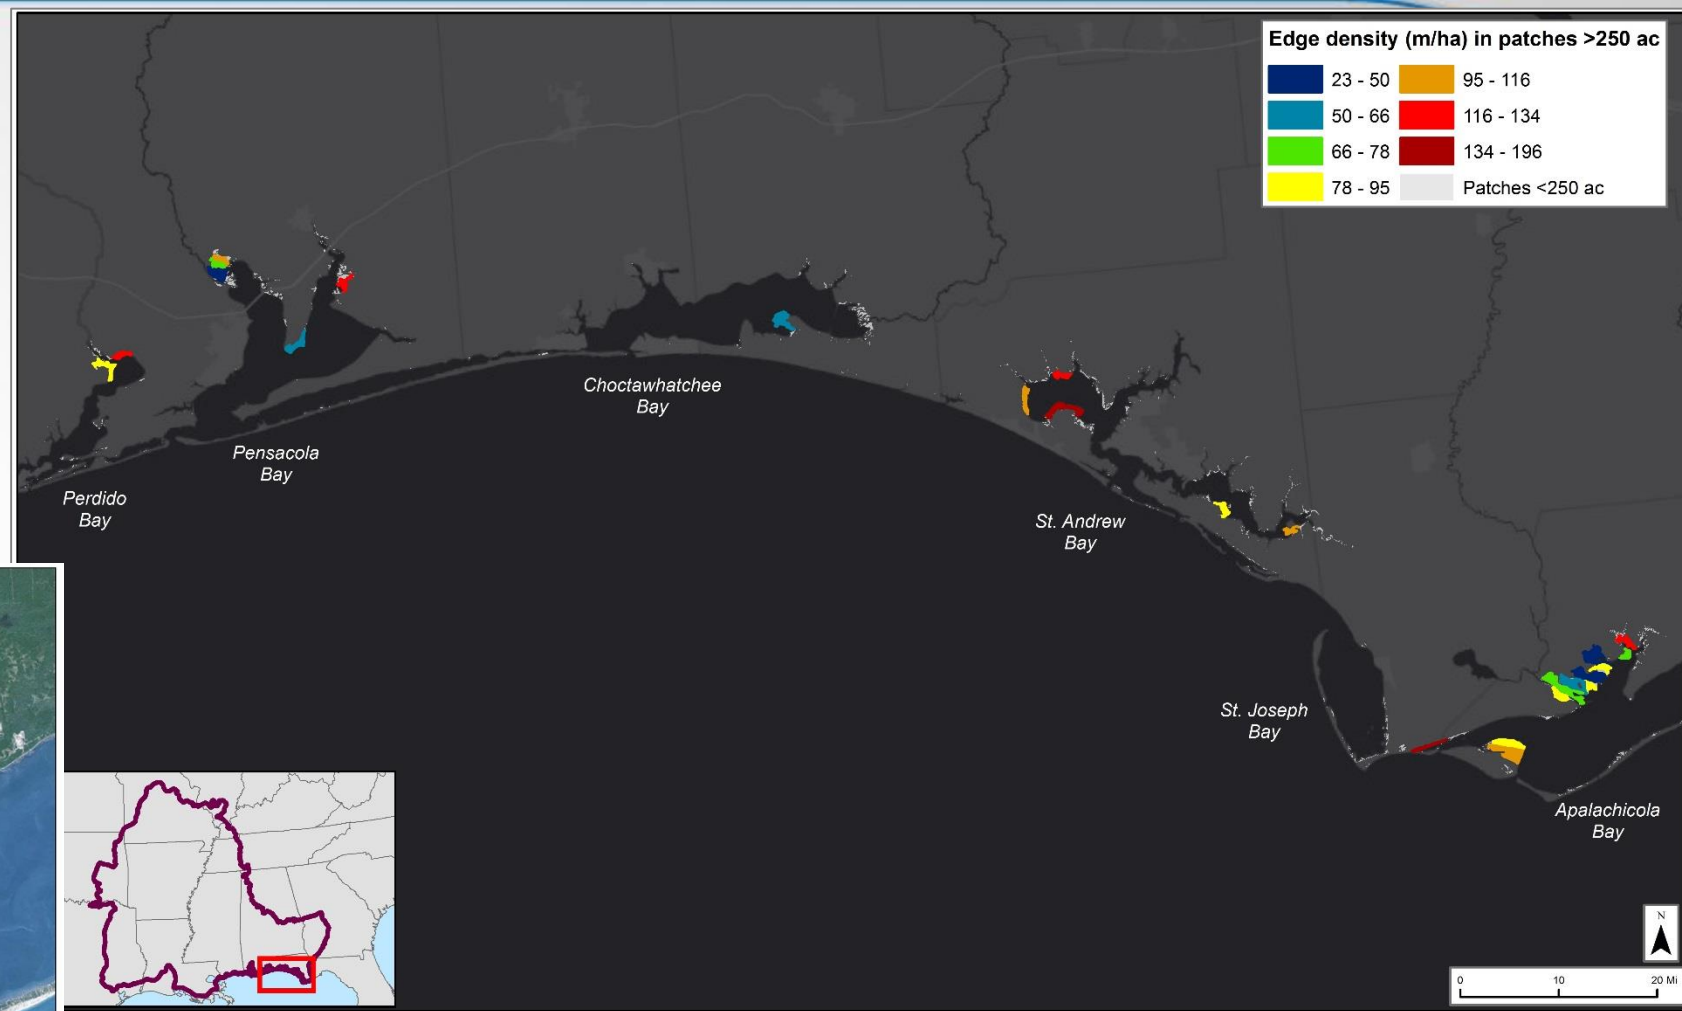 Edge density (m/ha) in patches >250 ac
23 - 50
95 - 116
50 - 66
116 - 134
66 - 78
134 - 196
78 - 95
Patches <250 ac
Choctawhatchee
Bay
Pensacola
Bay
Perdido
Bay
St. Andrew
Bay
St. Joseph
Bay
Apalachicola
Bay
N
0 10 20 Mi